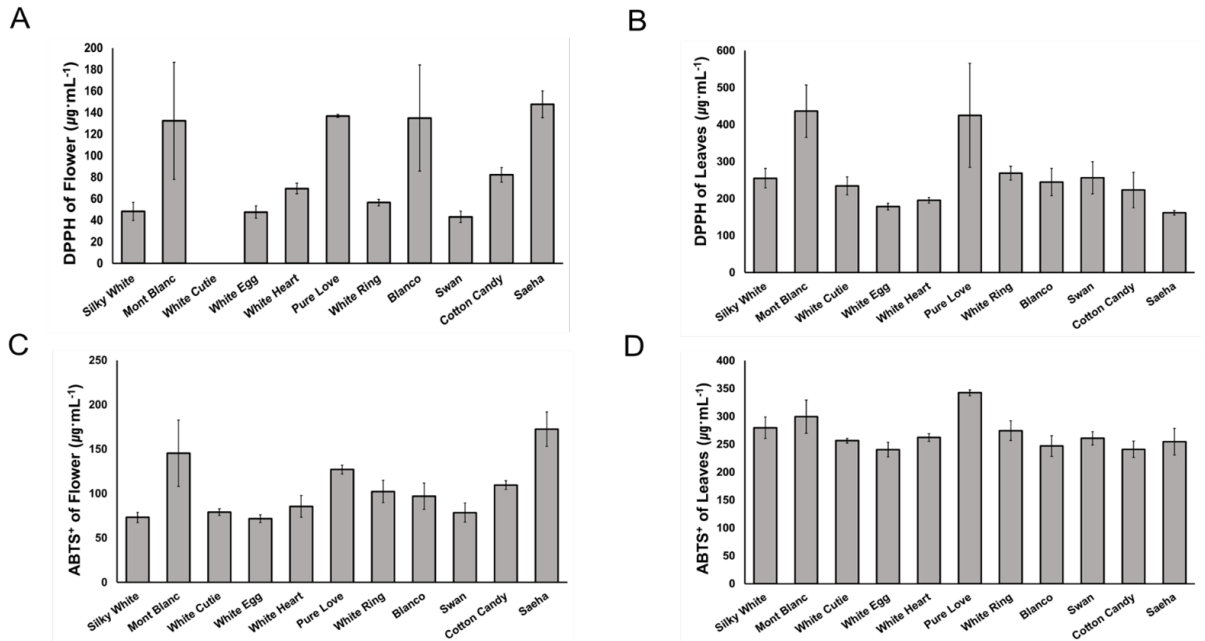 A
DPPH of Flower (µg·mL⁻¹)
200
180
160
140
120
100
80
60
40
20
0
Silky White
Mont Blanc
White Cutie
White Egg
White Heart
Pure Love
White Ring
Blanco
Swan
Cotton Candy
Saeha
B
DPPH of Leaves (µg·mL⁻¹)
600
500
400
300
200
100
0
Silky White
Mont Blanc
White Cutie
White Egg
White Heart
Pure Love
White Ring
Blanco
Swan
Cotton Candy
Saeha
C
ABTS⁺ of Flower (µg·mL⁻¹)
250
200
150
100
50
0
Silky White
Mont Blanc
White Cutie
White Egg
White Heart
Pure Love
White Ring
Blanco
Swan
Cotton Candy
Saeha
D
ABTS⁺ of Leaves (µg·mL⁻¹)
400
350
300
250
200
150
100
50
0
Silky White
Mont Blanc
White Cutie
White Egg
White Heart
Pure Love
White Ring
Blanco
Swan
Cotton Candy
Saeha